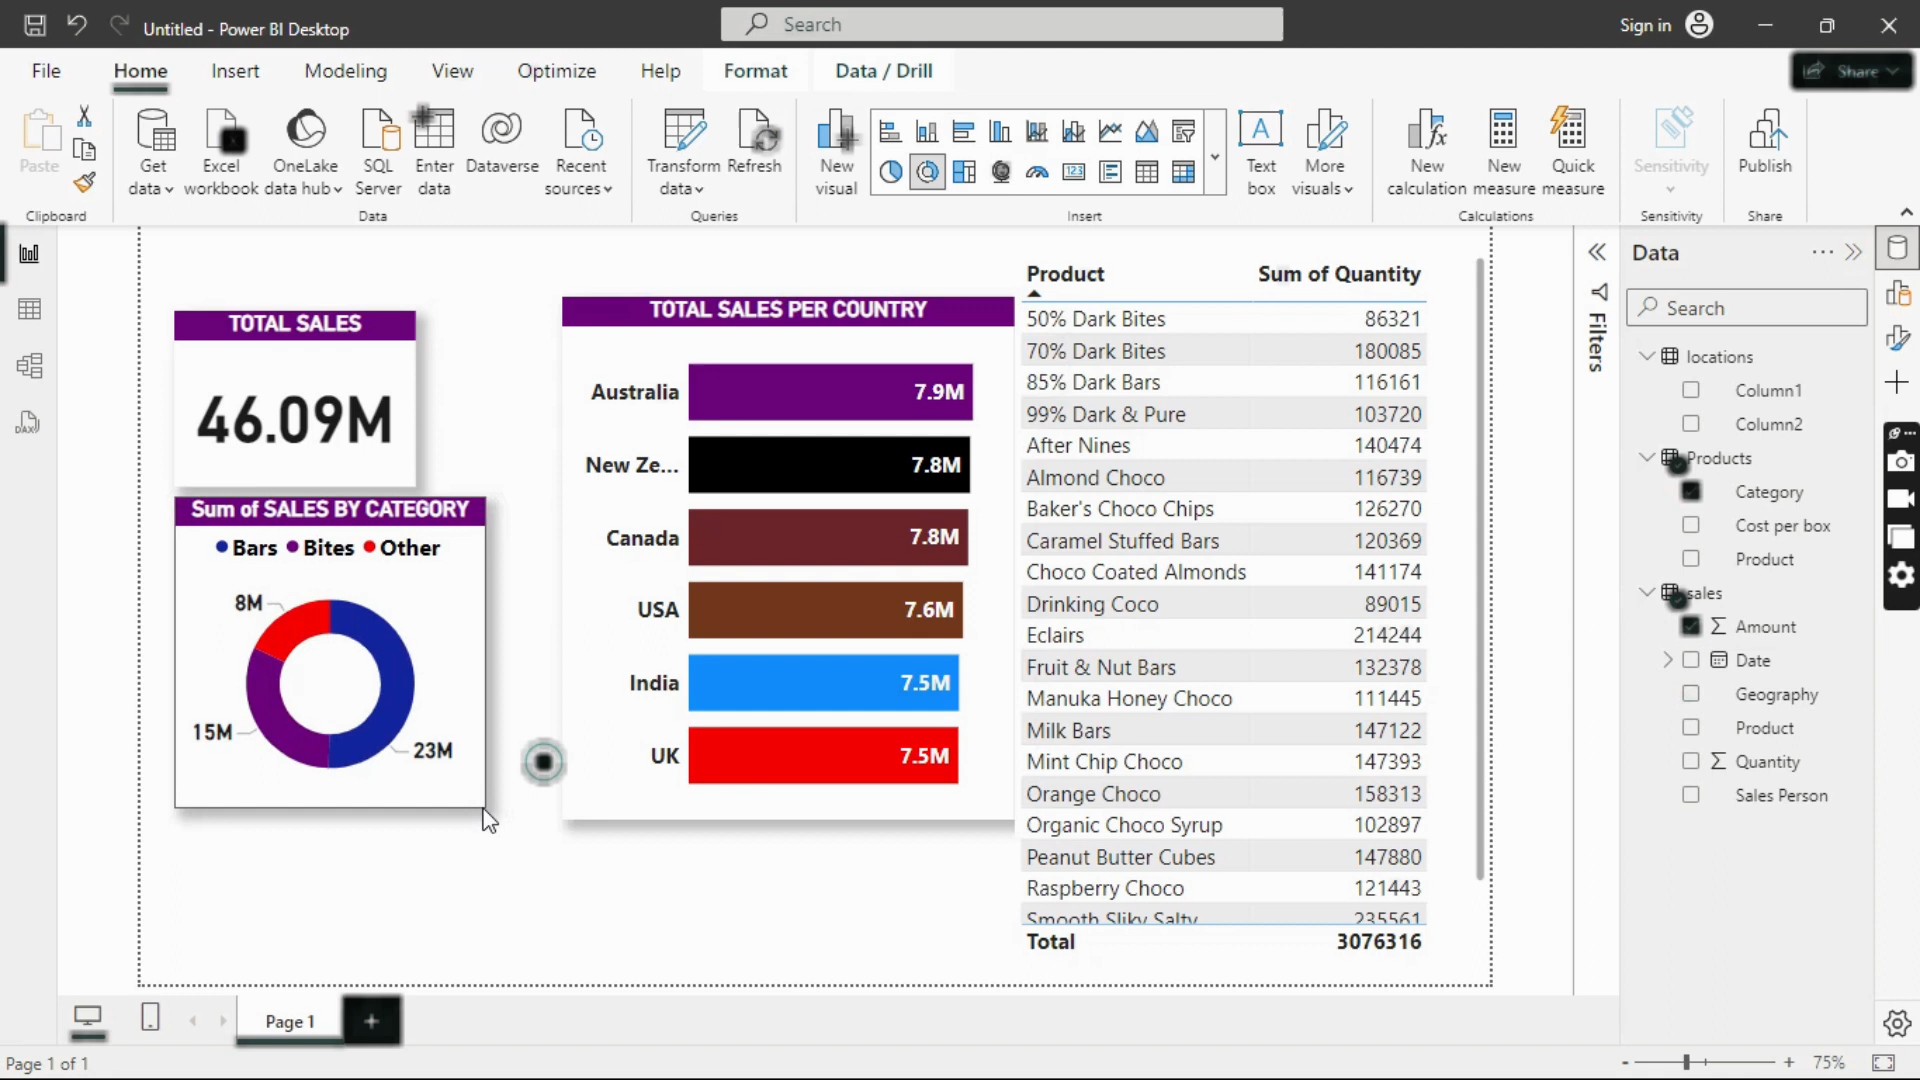 Untitled - Power BI Desktop
Search
Sign in
File Home Insert Modeling View Optimize Help Format Data / Drill
Share
Paste
Get data
Excel workbook
OneLake data hub
SQL Server
Enter data
Dataverse
Recent sources
Transform data
Refresh
New visual
Text box
More visuals
New calculation
New measure
Quick measure
Sensitivity
Publish
Clipboard
Data
Queries
Insert
Calculations
Sensitivity
Share
TOTAL SALES
46.09M
Sum of SALES BY CATEGORY
Bars Bites Other
8M
15M
23M
TOTAL SALES PER COUNTRY
Australia 7.9M
New Ze... 7.8M
Canada 7.8M
USA 7.6M
India 7.5M
UK 7.5M
Product Sum of Quantity
50% Dark Bites 86321
70% Dark Bites 180085
85% Dark Bars 116161
99% Dark & Pure 103720
After Nines 140474
Almond Choco 116739
Baker's Choco Chips 126270
Caramel Stuffed Bars 120369
Choco Coated Almonds 141174
Drinking Coco 89015
Eclairs 214244
Fruit & Nut Bars 132378
Manuka Honey Choco 111445
Milk Bars 147122
Mint Chip Choco 147393
Orange Choco 158313
Organic Choco Syrup 102897
Peanut Butter Cubes 147880
Raspberry Choco 121443
Smooth Sliky Salty 235561
Total 3076316
Filters
Data
Search
locations
Column1
Column2
Products
Category
Cost per box
Product
sales
Amount
Date
Geography
Product
Quantity
Sales Person
Page 1
Page 1 of 1
75%